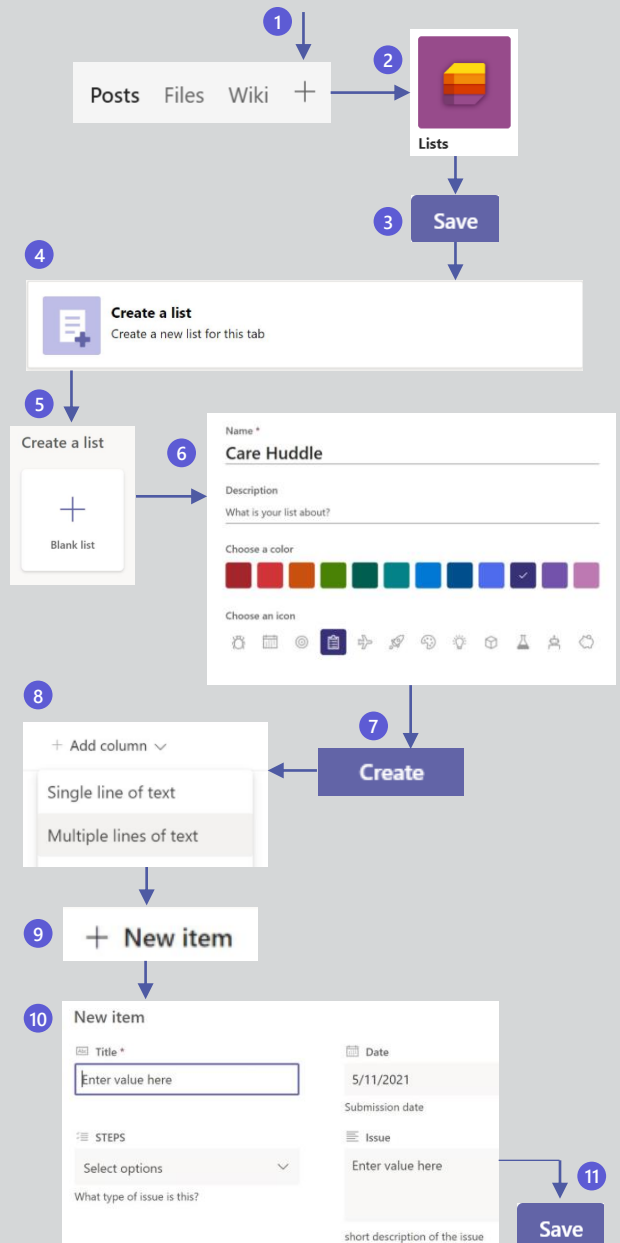 1
2
Posts Files Wiki +
Lists
3
Save
4
Create a list
Create a new list for this tab
5
Create a list
+
Blank list
6
Name *
Care Huddle
Description
What is your list about?
Choose a color
Choose an icon
7
Create
8
+ Add column
Single line of text
Multiple lines of text
9
+ New item
10
New item
Abc Title *
Enter value here
Date
5/11/2021
Submission date
STEPS
Select options
What type of issue is this?
Issue
Enter value here
short description of the issue
11
Save